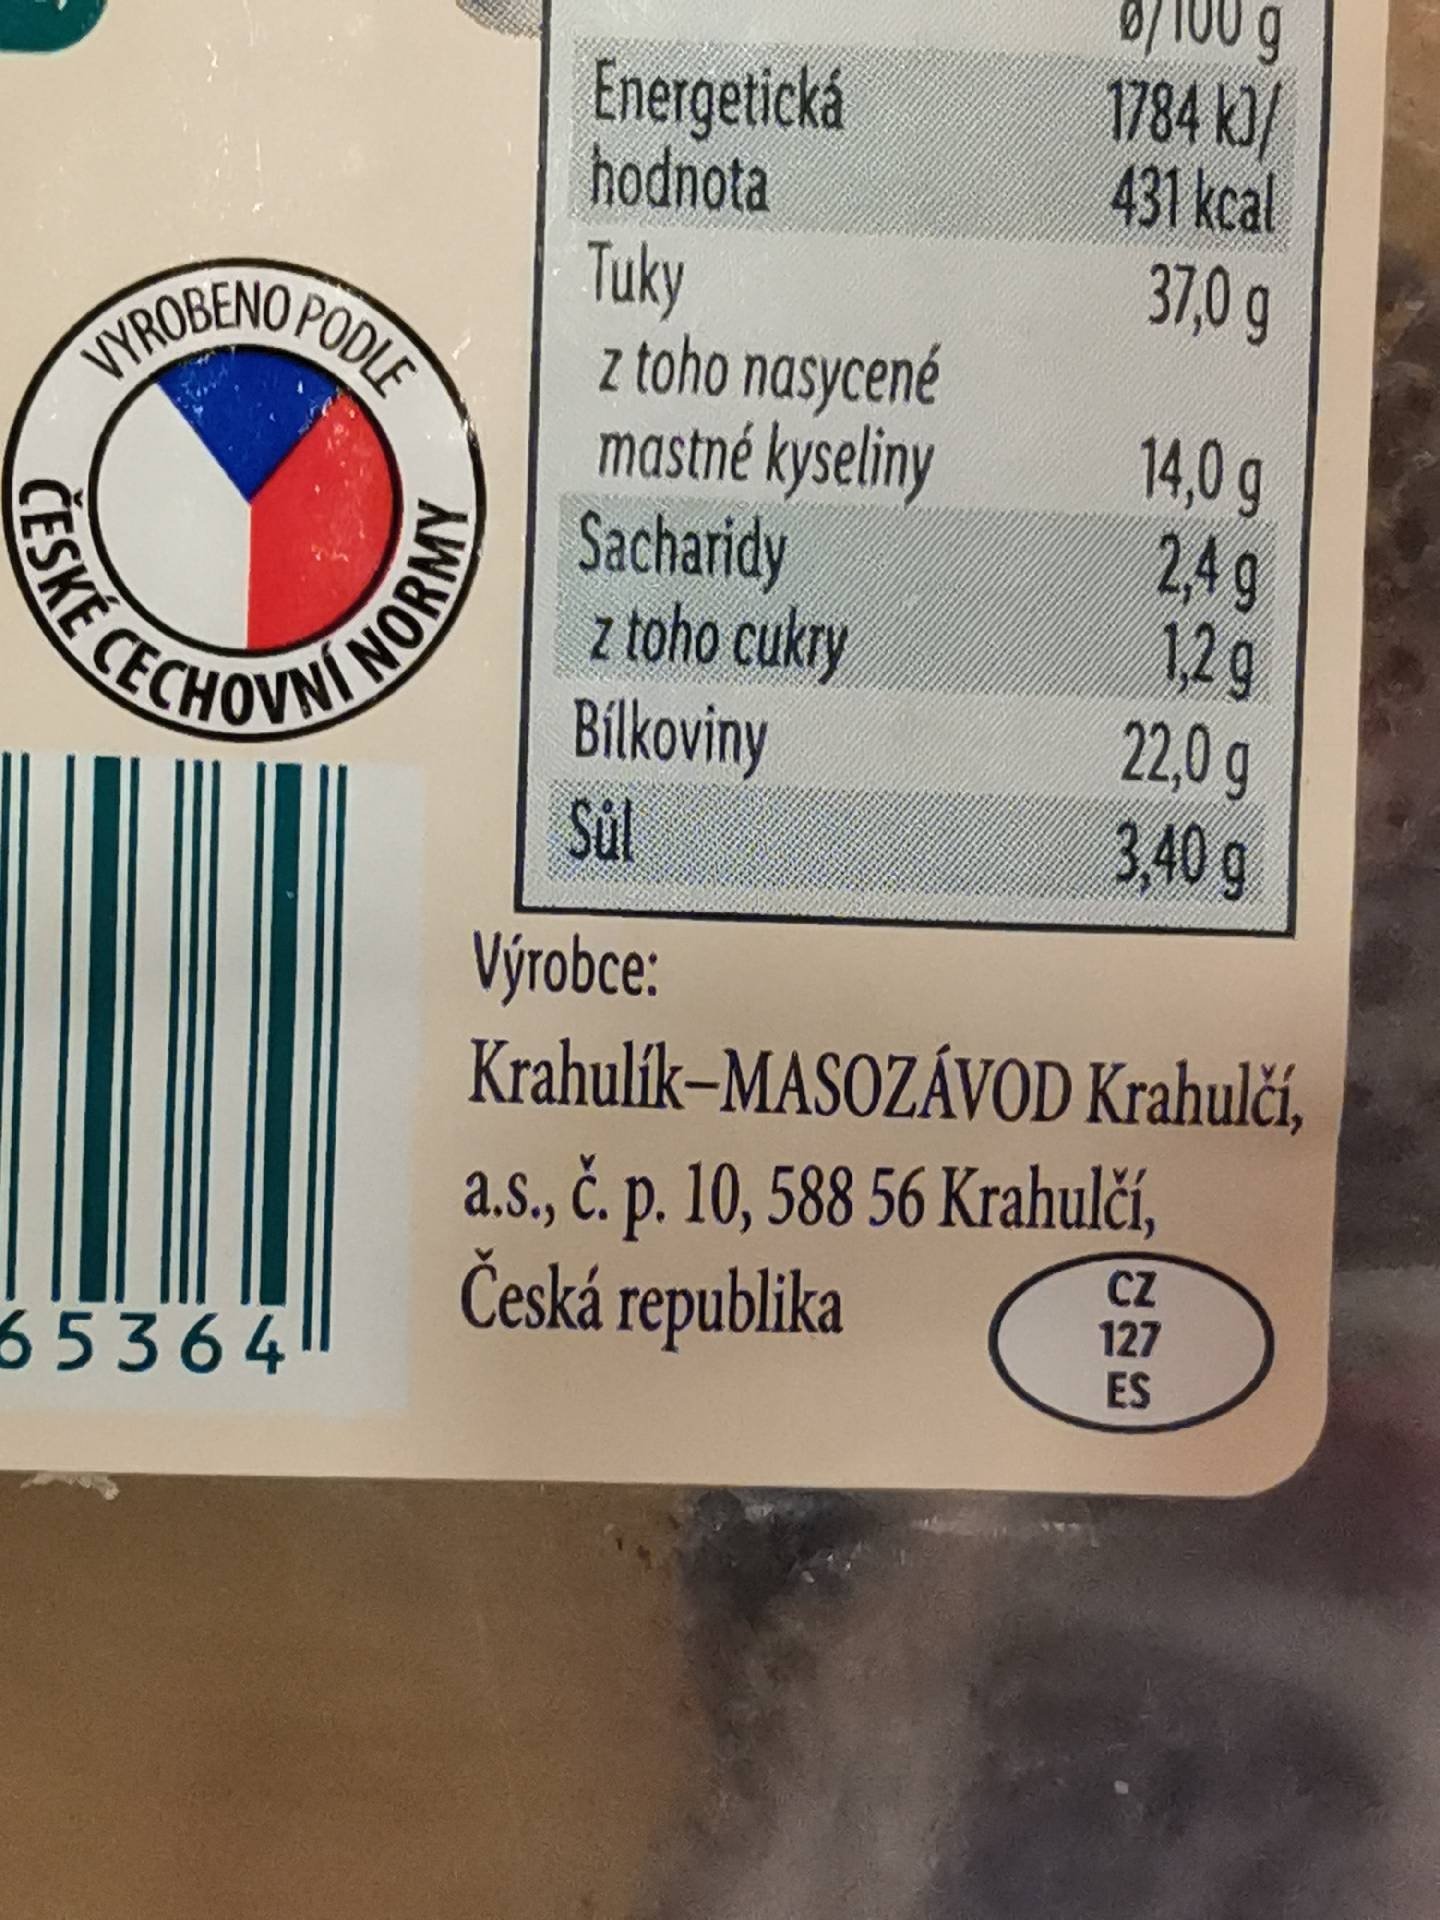 ø/100 g
Energetická 1784 kJ/
hodnota 431 kcal
Tuky 37,0 g
z toho nasycené
mastné kyseliny 14,0 g
Sacharidy 2,4 g
z toho cukry 1,2 g
Bílkoviny 22,0 g
Sůl 3,40 g
VYROBENO PODLE
ČESKÉ CECHOVNÍ NORMY
65364
Výrobce:
Krahulík–MASOZÁVOD Krahulčí,
a.s., č. p. 10, 588 56 Krahulčí,
Česká republika
CZ
127
ES